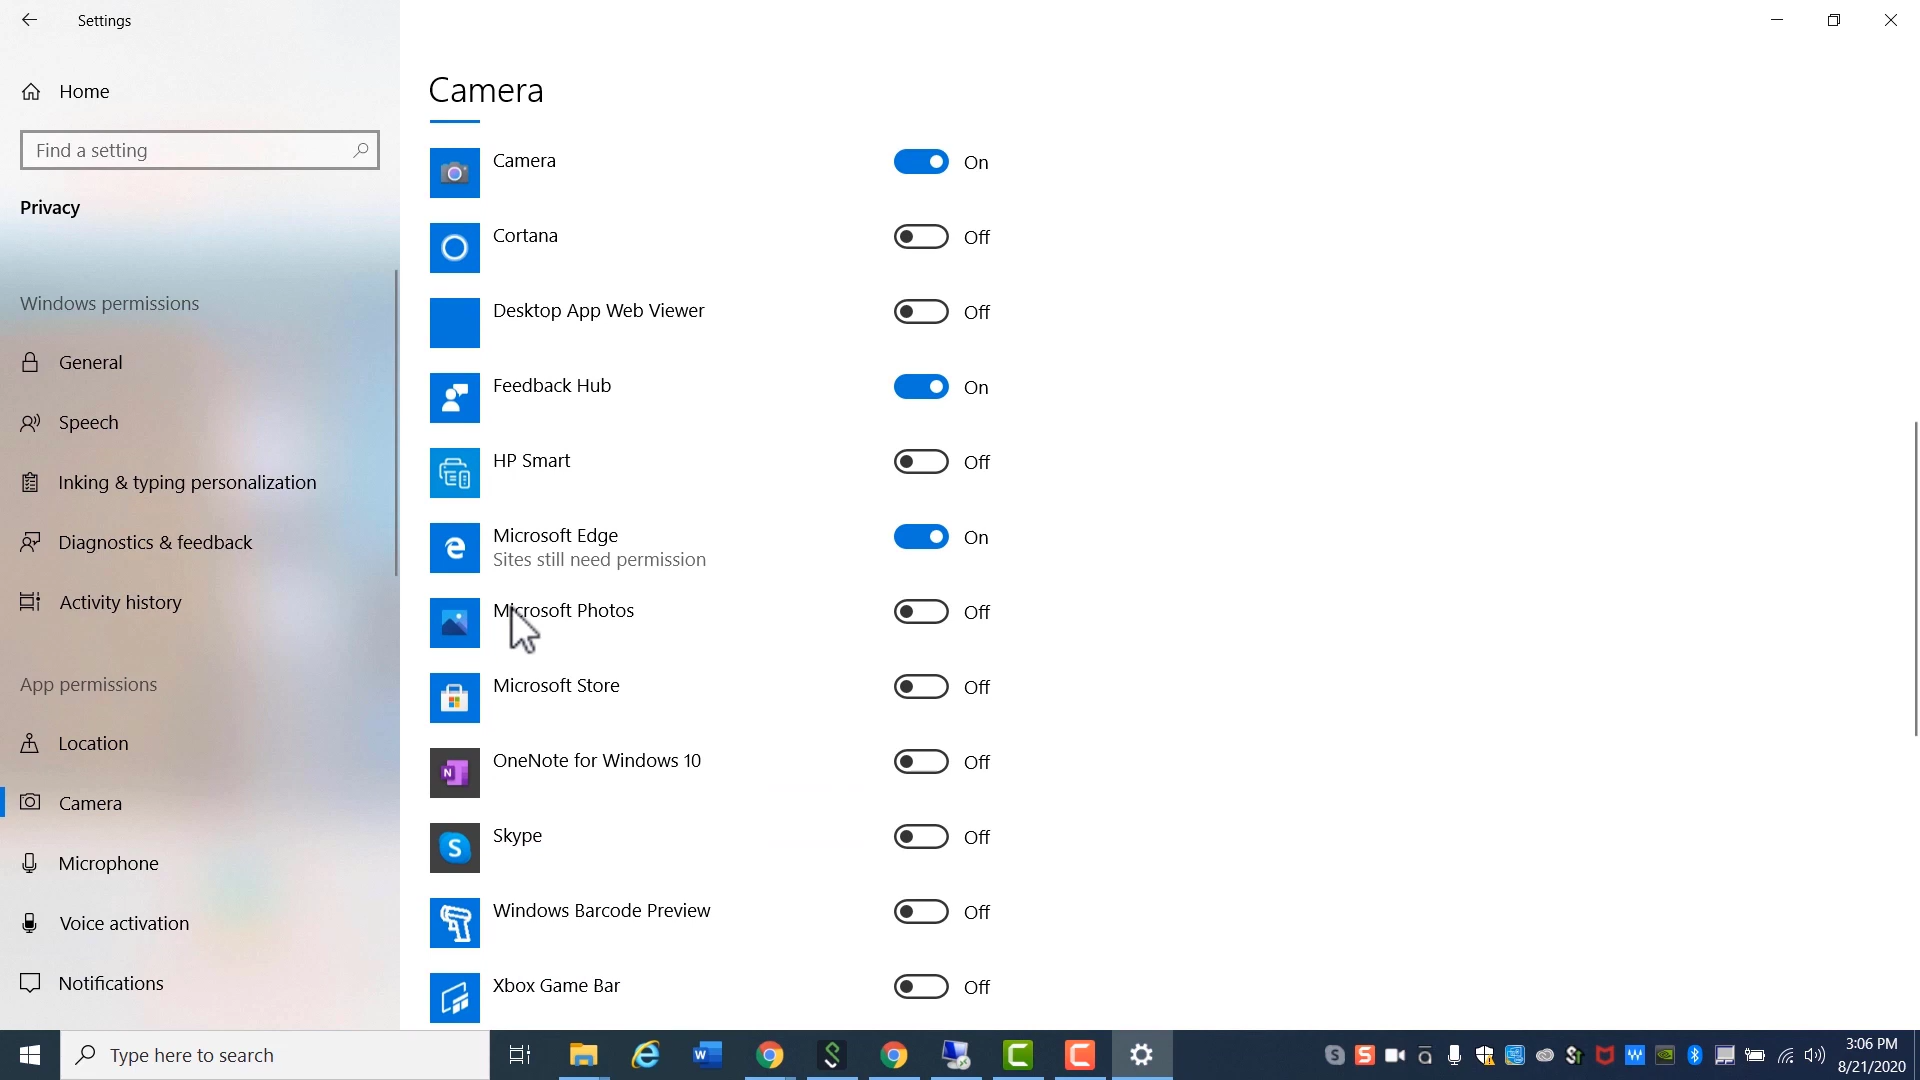 Settings
Home
Find a setting
Privacy
Windows permissions
General
Speech
Inking & typing personalization
Diagnostics & feedback
Activity history
App permissions
Location
Camera
Microphone
Voice activation
Notifications
Camera
Camera On
Cortana Off
Desktop App Web Viewer Off
Feedback Hub On
HP Smart Off
Microsoft Edge On
Sites still need permission
Microsoft Photos Off
Microsoft Store Off
OneNote for Windows 10 Off
Skype Off
Windows Barcode Preview Off
Xbox Game Bar Off
Type here to search
3:06 PM
8/21/2020